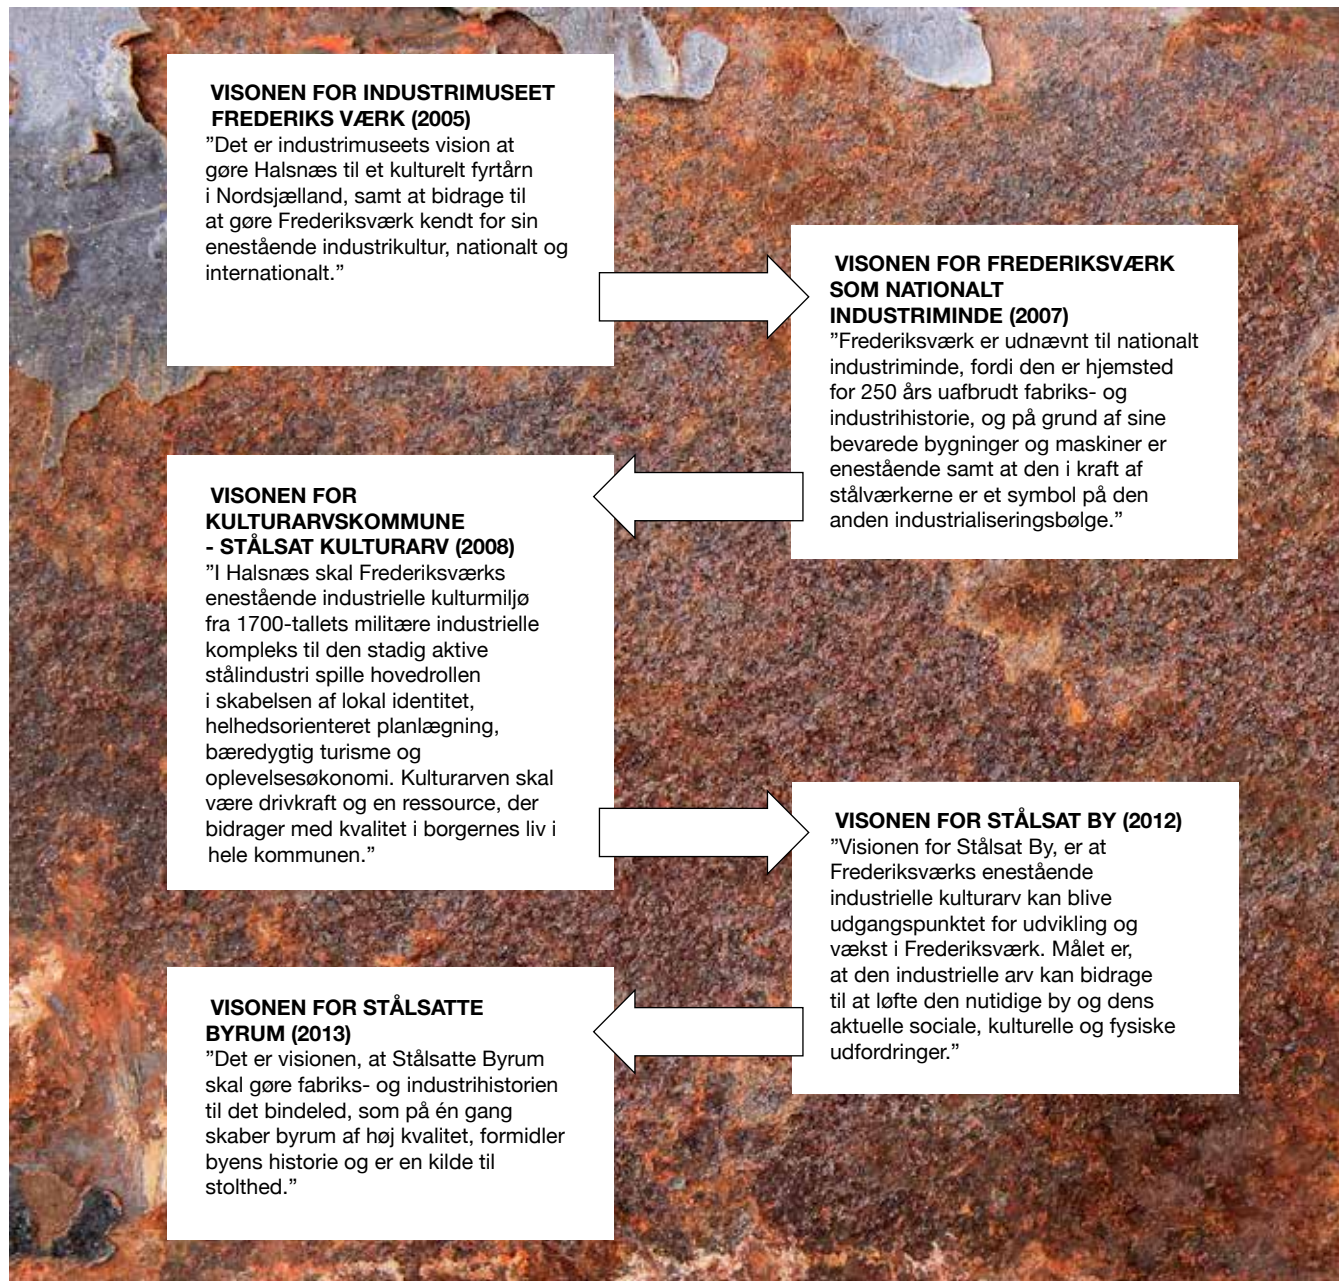 VISONEN FOR INDUSTRIMUSEET
FREDERIKS VÆRK (2005)
”Det er industrimuseets vision at
gøre Halsnæs til et kulturelt fyrtårn
i Nordsjælland, samt at bidrage til
at gøre Frederiksværk kendt for sin
enestående industrikultur, nationalt og
internationalt.”
VISONEN FOR FREDERIKSVÆRK
SOM NATIONALT
INDUSTRIMINDE (2007)
”Frederiksværk er udnævnt til nationalt
industriminde, fordi den er hjemsted
for 250 års uafbrudt fabriks- og
industrihistorie, og på grund af sine
bevarede bygninger og maskiner er
enestående samt at den i kraft af
stålværkerne er et symbol på den
anden industrialiseringsbølge.”
VISONEN FOR
KULTURARVSKOMMUNE
- STÅLSAT KULTURARV (2008)
”I Halsnæs skal Frederiksværks
enestående industrielle kulturmiljø
fra 1700-tallets militære industrielle
kompleks til den stadig aktive
stålindustri spille hovedrollen
i skabelsen af lokal identitet,
helhedsorienteret planlægning,
bæredygtig turisme og
oplevelsesøkonomi. Kulturarven skal
være drivkraft og en ressource, der
bidrager med kvalitet i borgernes liv i
hele kommunen.”
VISONEN FOR STÅLSAT BY (2012)
”Visionen for Stålsat By, er at
Frederiksværks enestående
industrielle kulturarv kan blive
udgangspunktet for udvikling og
vækst i Frederiksværk. Målet er,
at den industrielle arv kan bidrage
til at løfte den nutidige by og dens
aktuelle sociale, kulturelle og fysiske
udfordringer.”
VISONEN FOR STÅLSATTE
BYRUM (2013)
”Det er visionen, at Stålsatte Byrum
skal gøre fabriks- og industrihistorien
til det bindeled, som på én gang
skaber byrum af høj kvalitet, formidler
byens historie og er en kilde til
stolthed.”